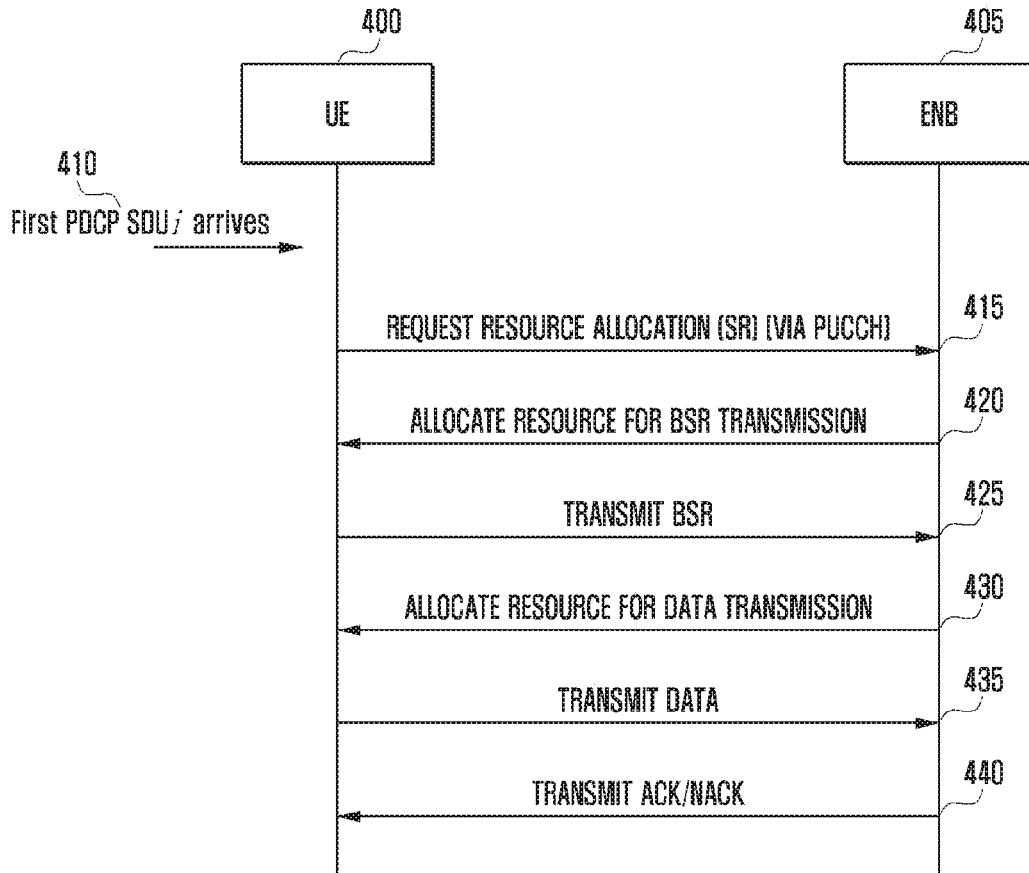 400
405
UE
ENB
410
First PDCP SDU j arrives
415
REQUEST RESOURCE ALLOCATION (SR) [VIA PUCCH]
420
ALLOCATE RESOURCE FOR BSR TRANSMISSION
425
TRANSMIT BSR
430
ALLOCATE RESOURCE FOR DATA TRANSMISSION
435
TRANSMIT DATA
440
TRANSMIT ACK/NACK